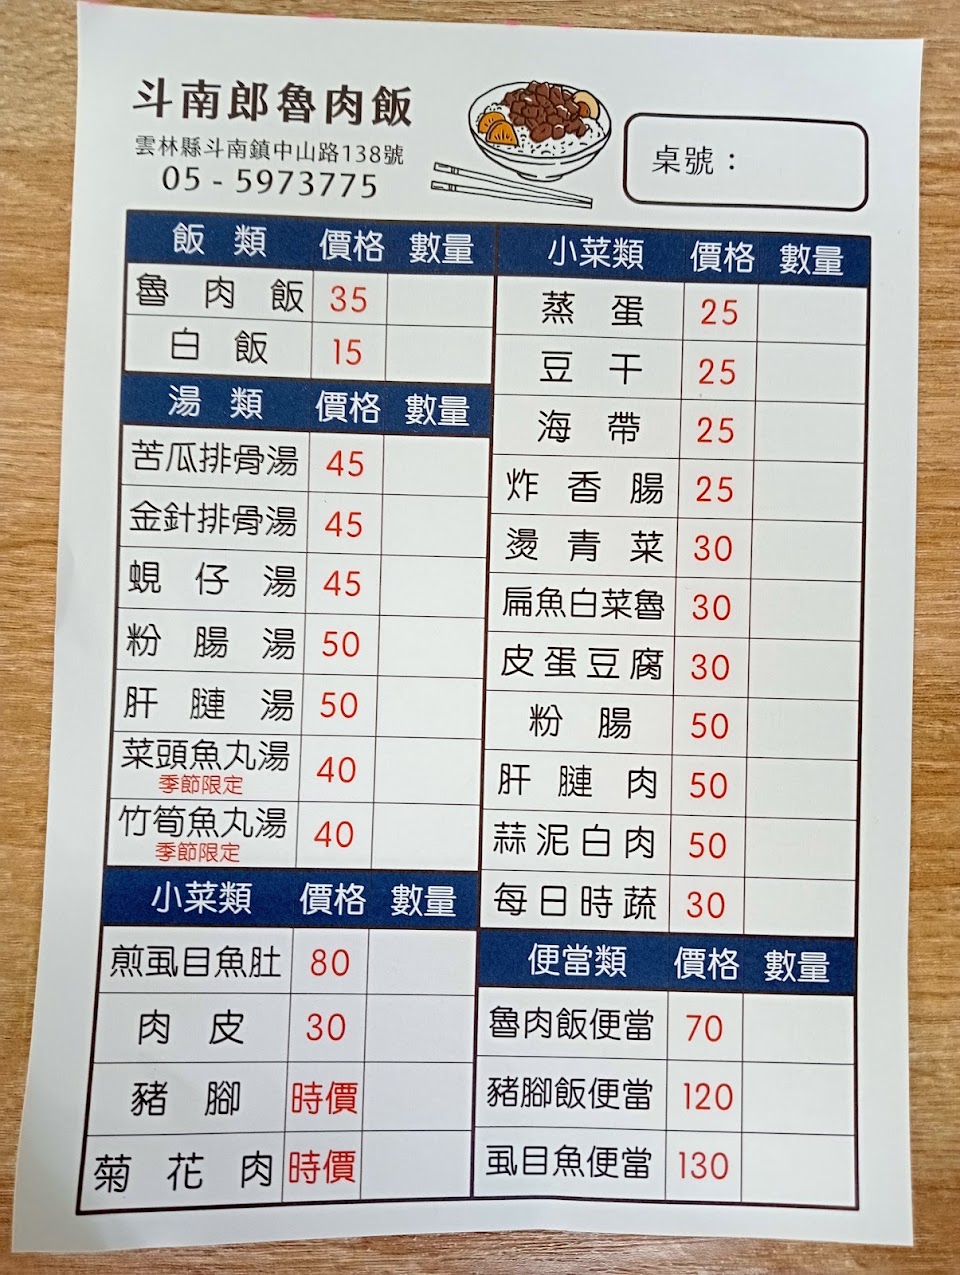 斗南郎魯肉飯
雲林縣斗南鎮中山路138號
05-5973775
桌號：
飯類 價格 數量
魯肉飯 35
白飯 15
湯類 價格 數量
苦瓜排骨湯 45
金針排骨湯 45
蜆仔湯 45
粉腸湯 50
肝腱湯 50
菜頭魚丸湯 40
季節限定
竹筍魚丸湯 40
季節限定
小菜類 價格 數量
煎虱目魚肚 80
肉皮 30
豬腳 時價
菊花肉 時價
小菜類 價格 數量
蒸蛋 25
豆干 25
海帶 25
炸香腸 25
燙青菜 30
扁魚白菜魯 30
皮蛋豆腐 30
粉腸 50
肝腱肉 50
蒜泥白肉 50
每日時蔬 30
便當類 價格 數量
魯肉飯便當 70
豬腳飯便當 120
虱目魚便當 130